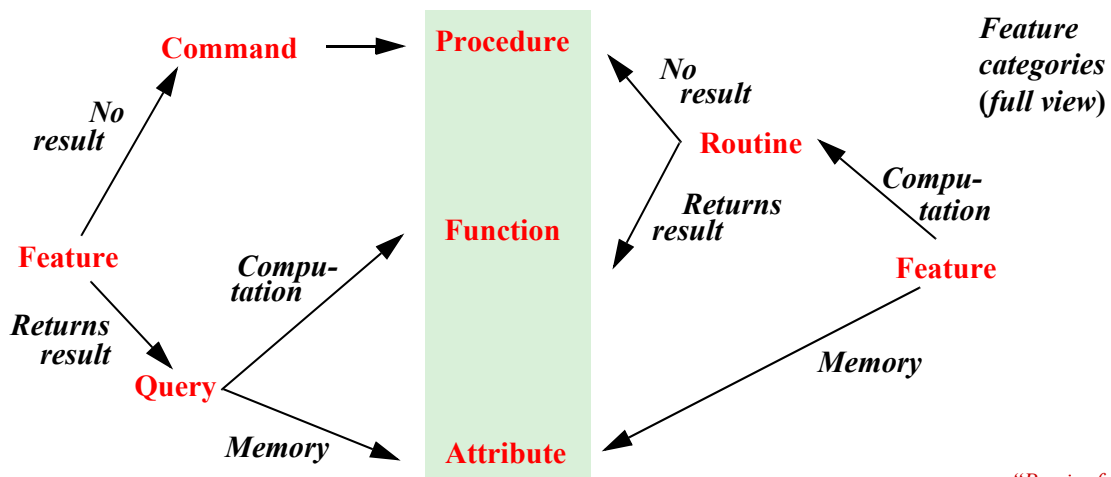 Command
Procedure
Feature
categories
(full view)
No
result
No
result
Routine
Compu-
tation
Returns
result
Function
Feature
Compu-
tation
Feature
Returns
result
Query
Memory
Memory
Attribute